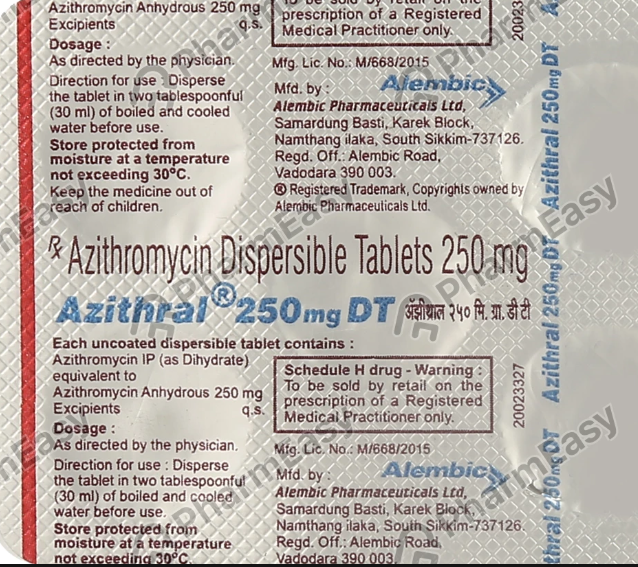 Azithromycin Anhydrous 250 mg
Excipients q.s.
Dosage :
As directed by the physician.
Direction for use : Disperse
the tablet in two tablespoonful
(30 ml) of boiled and cooled
water before use.
Store protected from
moisture at a temperature
not exceeding 30°C.
Keep the medicine out of
reach of children.
To be sold by retail on the
prescription of a Registered
Medical Practitioner only.
Mfg. Lic. No.: M/668/2015
Mfd. by : Alembic
Alembic Pharmaceuticals Ltd,
Samardung Basti, Karek Block,
Namthang ilaka, South Sikkim-737126.
Regd. Off.: Alembic Road,
Vadodara 390 003.
® Registered Trademark, Copyrights owned by
Alembic Pharmaceuticals Ltd.
20023
℞ Azithromycin Dispersible Tablets 250 mg
Azithral® 250mg DT अ‍ॅझीथ्राल २५० मि. ग्रा. डी टी
Each uncoated dispersible tablet contains :
Azithromycin IP (as Dihydrate)
equivalent to
Azithromycin Anhydrous 250 mg
Excipients q.s.
Dosage :
As directed by the physician.
Direction for use : Disperse
the tablet in two tablespoonful
(30 ml) of boiled and cooled
water before use.
Store protected from
moisture at a temperature
not exceeding 30°C.
Schedule H drug - Warning :
To be sold by retail on the
prescription of a Registered
Medical Practitioner only.
Mfg. Lic. No.: M/668/2015
Mfd. by : Alembic
Alembic Pharmaceuticals Ltd,
Samardung Basti, Karek Block,
Namthang ilaka, South Sikkim-737126.
Regd. Off.: Alembic Road,
Vadodara 390 003.
20023327
thral 250mg DT Azithral 250mg DT Azithral 250mg DT Az
PharmEasy
PharmEasy
PharmEasy